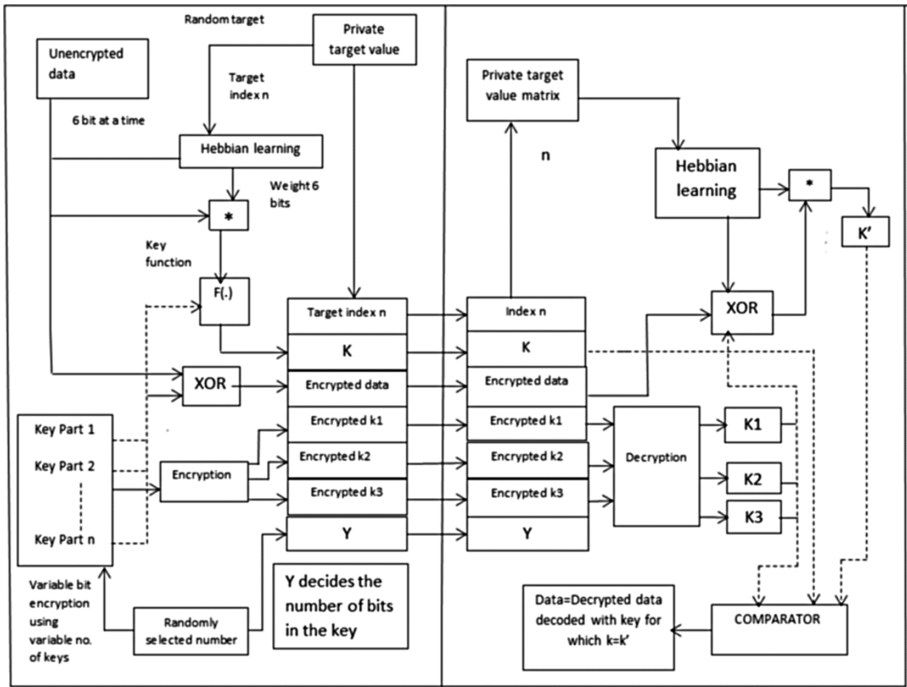 Random target
Private
target value
Unencrypted
data
Target
index n
6 bit at a time
Hebbian learning
Weight 6
bits
*
Key
function
F(.)
Target index n
K
XOR
Encrypted data
Key Part 1
Encrypted k1
Key Part 2
Encryption
Encrypted k2
Encrypted k3
Key Part n
Y
Variable bit
encryption
using
variable no.
of keys
Randomly
selected number
Y decides the
number of bits
in the key
Private target
value matrix
n
Hebbian
learning
*
K'
XOR
Index n
K
Encrypted data
Encrypted k1
K1
Decryption
Encrypted k2
K2
Encrypted k3
K3
Y
Data=Decrypted data
decoded with key for
which k=k'
COMPARATOR